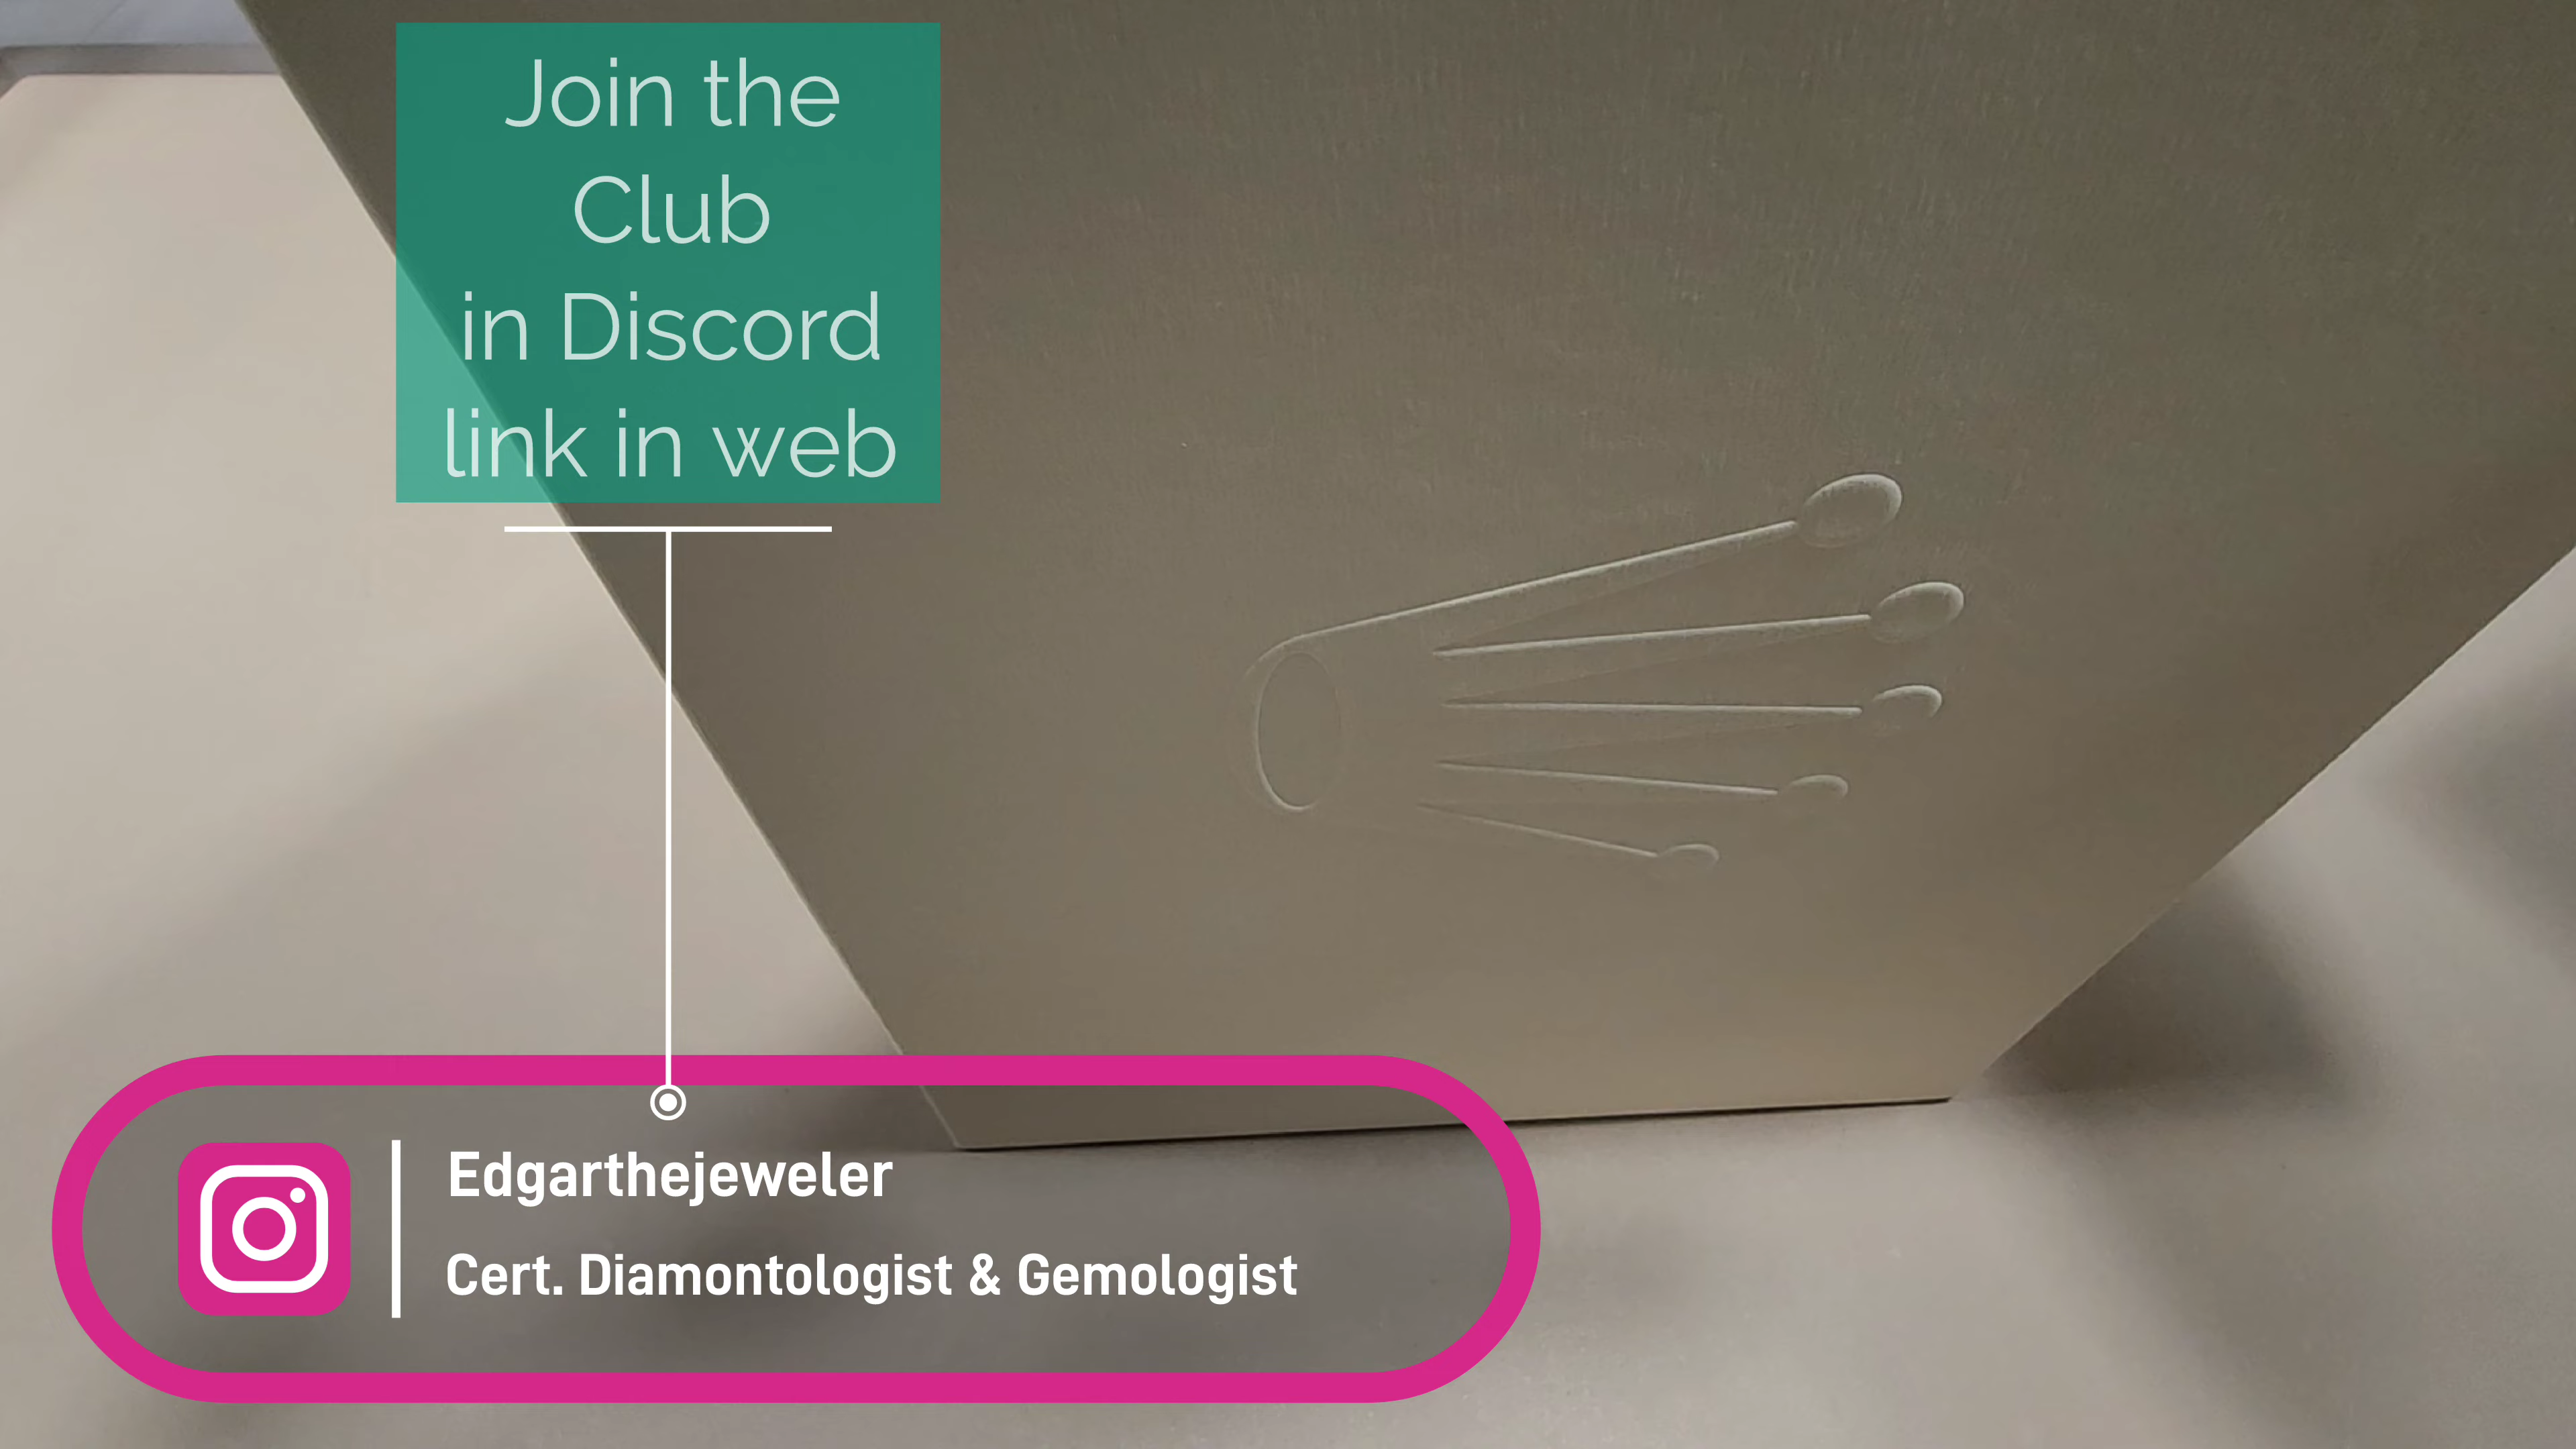 Join the
Club
in Discord
link in web
Edgarthejeweler
Cert. Diamontologist & Gemologist